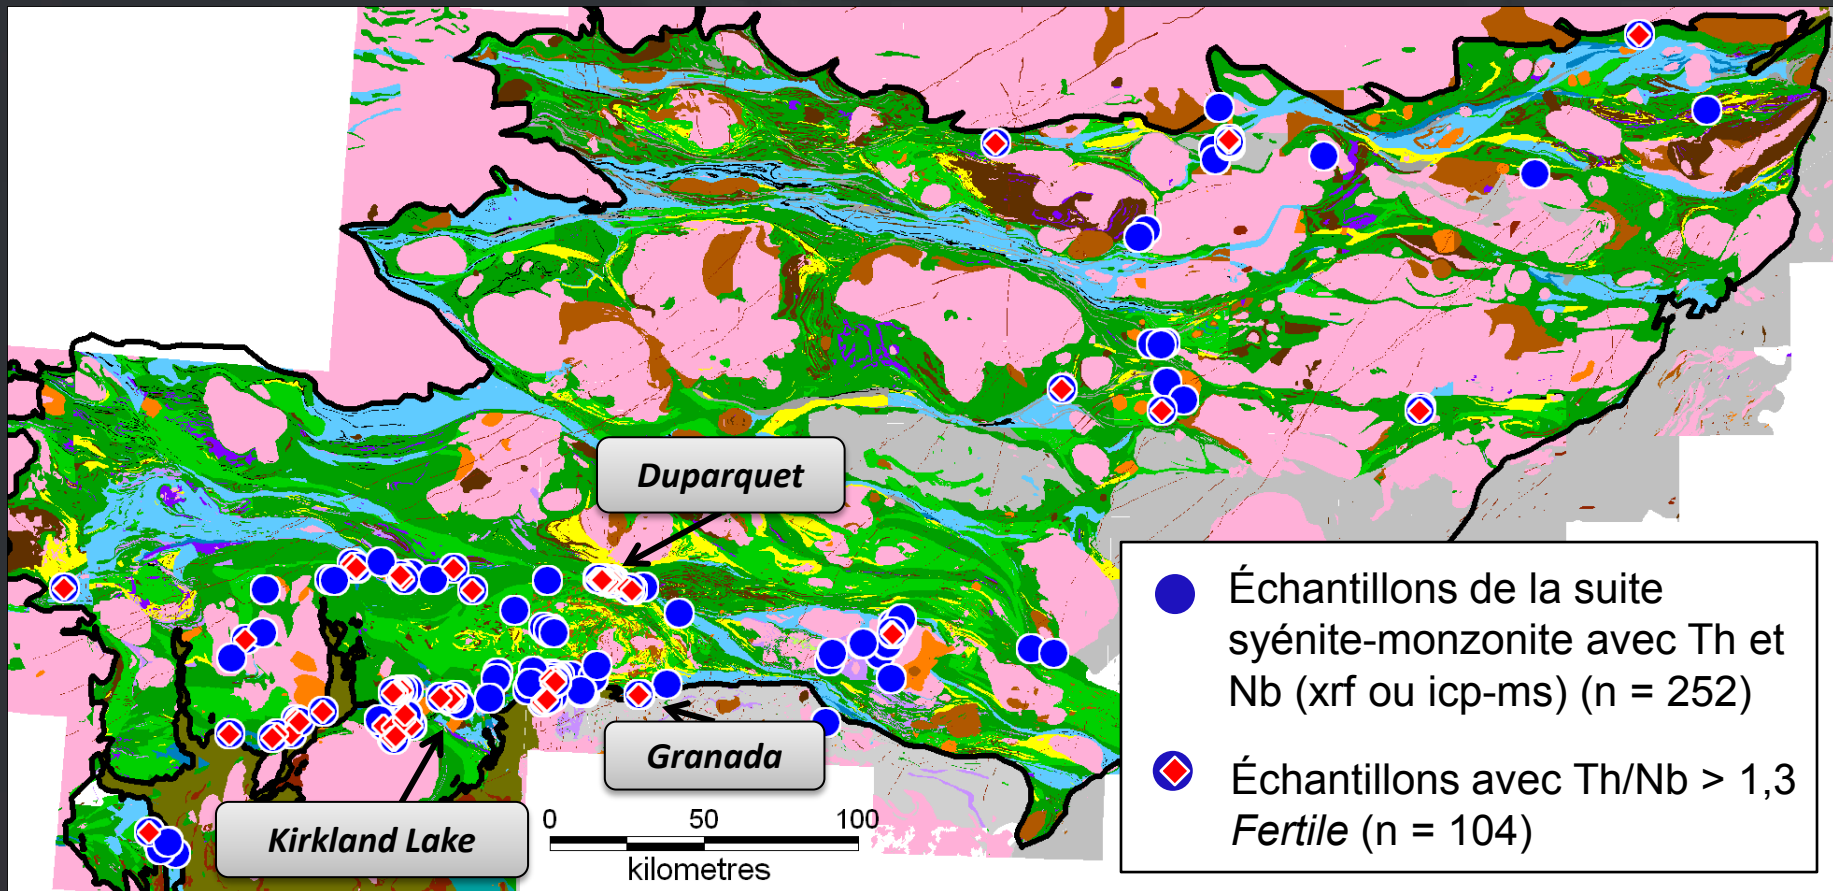 Duparquet
Échantillons de la suite
syénite-monzonite avec Th et
Nb (xrf ou icp-ms) (n = 252)
Échantillons avec Th/Nb > 1,3
Fertile (n = 104)
Granada
Kirkland Lake
0 50 100
kilometres